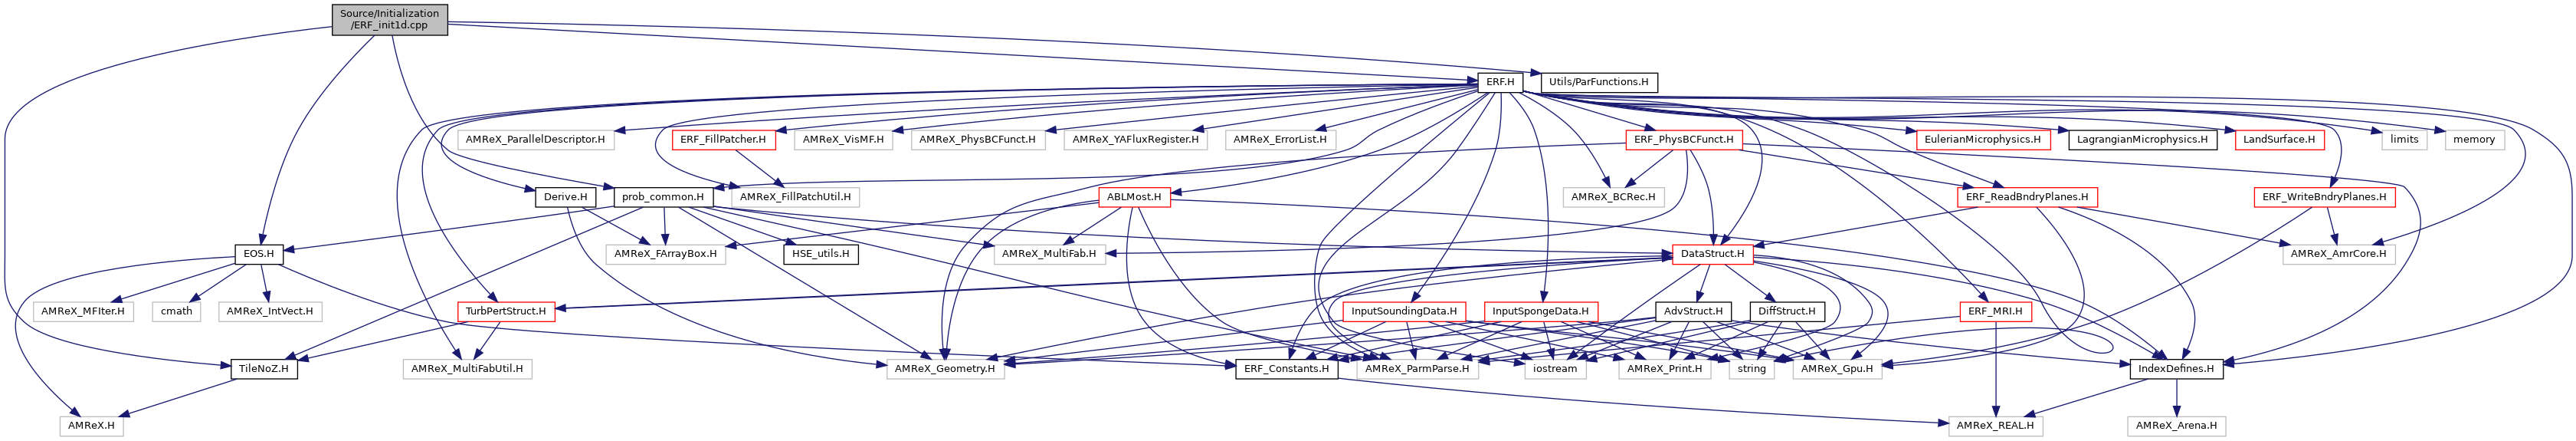 Source/Initialization
/ERF_init1d.cpp
ERF.H
Utils/ParFunctions.H
AMReX_ParallelDescriptor.H
ERF_FillPatcher.H
AMReX_VisMF.H
AMReX_PhysBCFunct.H
AMReX_YAFluxRegister.H
AMReX_ErrorList.H
ERF_PhysBCFunct.H
EulerianMicrophysics.H
LagrangianMicrophysics.H
LandSurface.H
limits
memory
Derive.H
prob_common.H
AMReX_FillPatchUtil.H
ABLMost.H
AMReX_BCRec.H
ERF_ReadBndryPlanes.H
ERF_WriteBndryPlanes.H
EOS.H
AMReX_FArrayBox.H
HSE_utils.H
AMReX_MultiFab.H
DataStruct.H
AMReX_AmrCore.H
AMReX_MFIter.H
cmath
AMReX_IntVect.H
TurbPertStruct.H
InputSoundingData.H
InputSpongeData.H
AdvStruct.H
DiffStruct.H
ERF_MRI.H
TileNoZ.H
AMReX_MultiFabUtil.H
AMReX_Geometry.H
ERF_Constants.H
AMReX_ParmParse.H
iostream
AMReX_Print.H
string
AMReX_Gpu.H
IndexDefines.H
AMReX.H
AMReX_REAL.H
AMReX_Arena.H